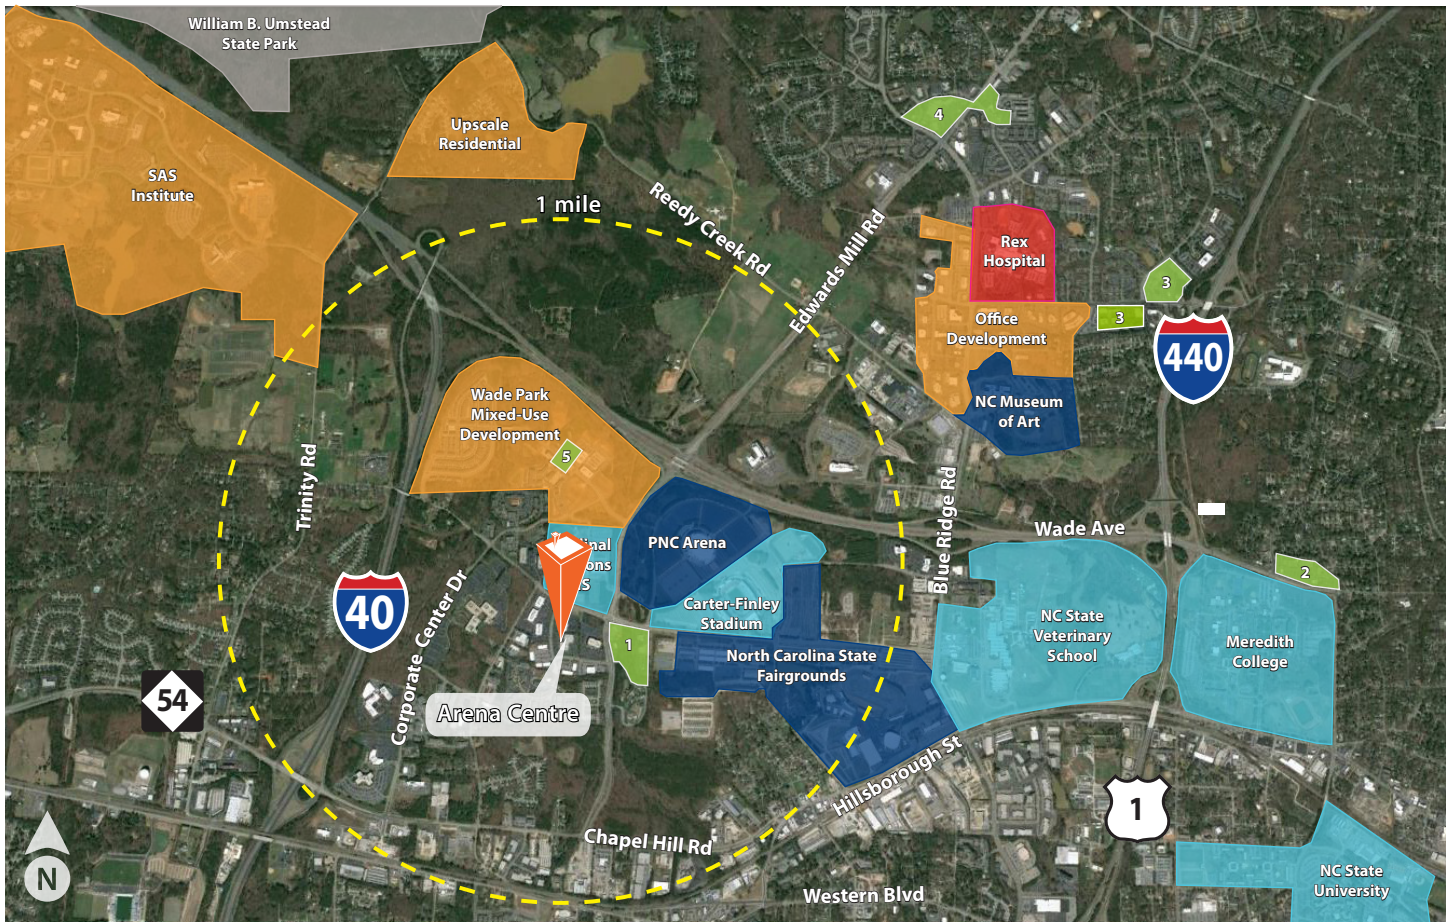 William B. Umstead
State Park
4
Upscale
Residential
SAS
Institute
1 mile
Reedy Creek Rd
Edwards Mill Rd
Rex
Hospital
3
3
Office
Development
440
NC Museum
of Art
Wade Park
Mixed-Use
Development
5
Trinity Rd
Blue Ridge Rd
Wade Ave
PNC Arena
2
40
Corporate Center Dr
Carter-Finley
Stadium
1
NC State
Veterinary
School
Meredith
College
North Carolina State
Fairgrounds
54
Arena Centre
Hillsborough St
1
Chapel Hill Rd
Western Blvd
NC State
University
N